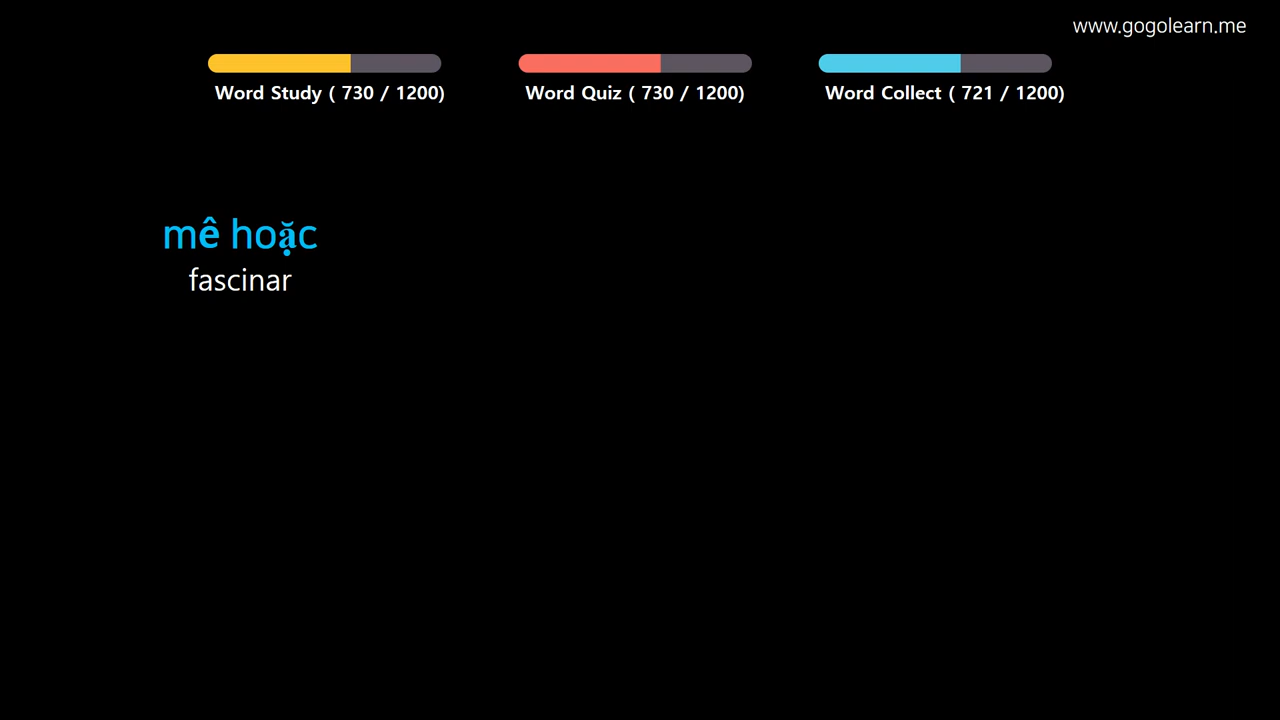 www.gogolearn.me
Word Study ( 730 / 1200)
Word Quiz ( 730 / 1200)
Word Collect ( 721 / 1200)
mê hoặc
fascinar